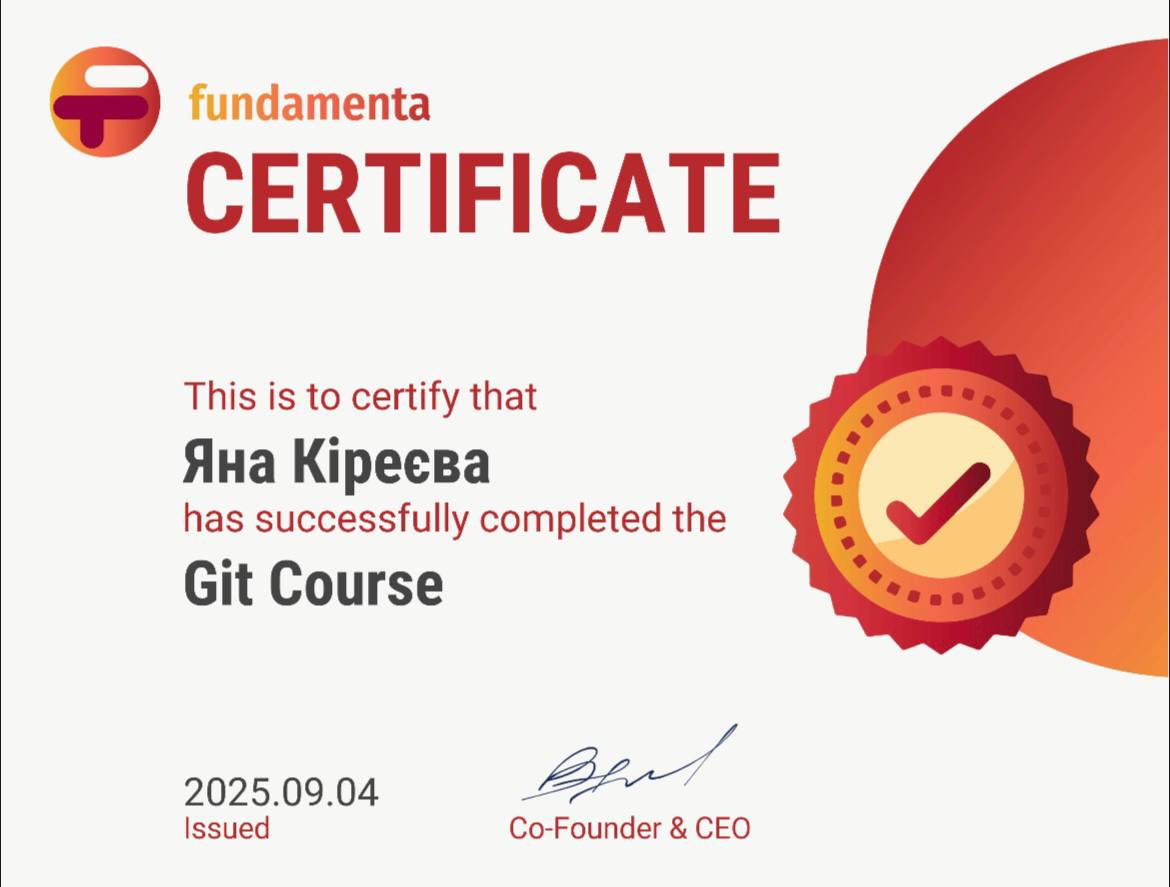 fundamenta
CERTIFICATE
This is to certify that
Яна Кіреєва
has successfully completed the
Git Course
2025.09.04
Issued
Co-Founder & CEO